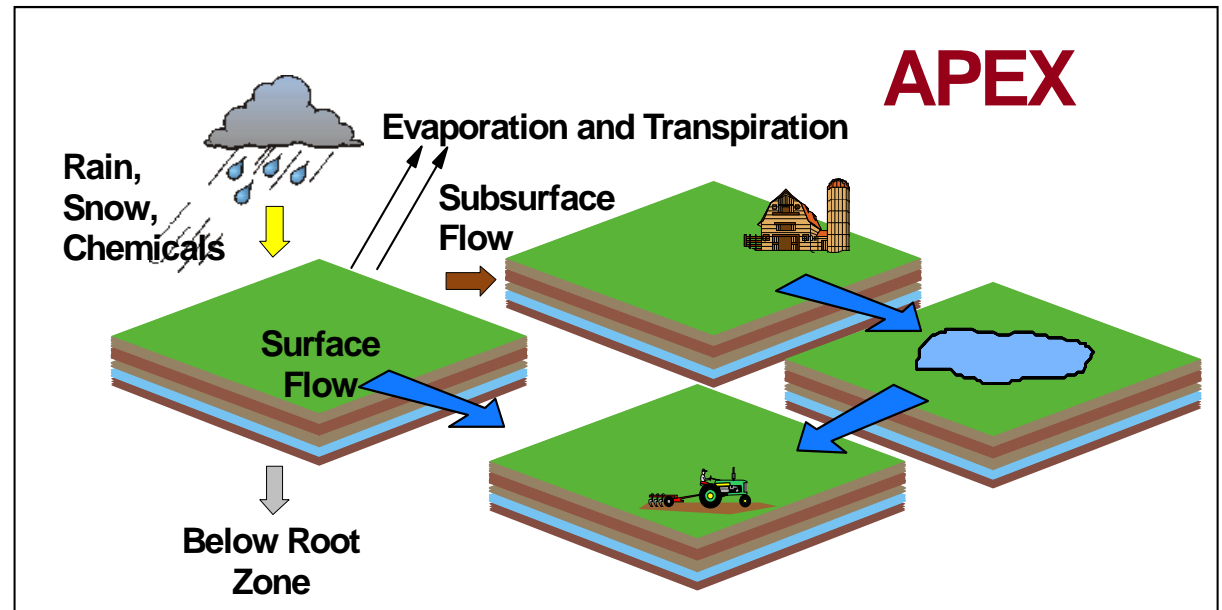 APEX
Evaporation and Transpiration
Rain,
Snow,
Chemicals
Subsurface
Flow
Surface
Flow
Below Root
Zone